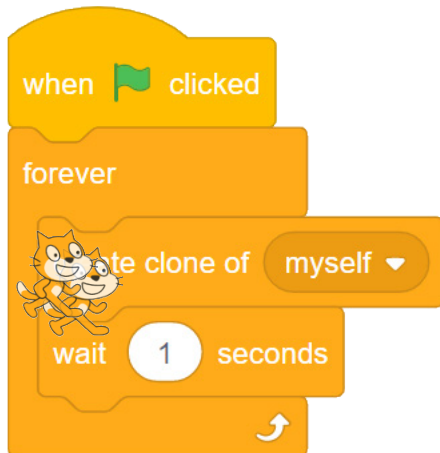 when clicked
forever
clone of myself
wait 1 seconds